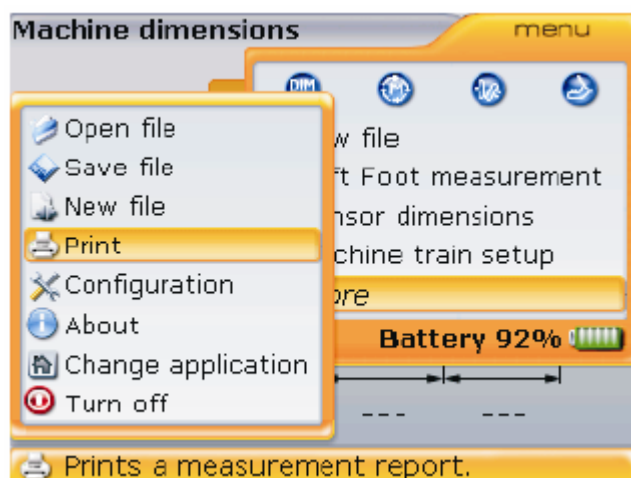 Machine dimensions
menu
DIM
Open file
Save file
New file
Print
Configuration
About
Change application
Turn off
w file
ft Foot measurement
nsor dimensions
chine train setup
ore
Battery 92%
--- ---
Prints a measurement report.